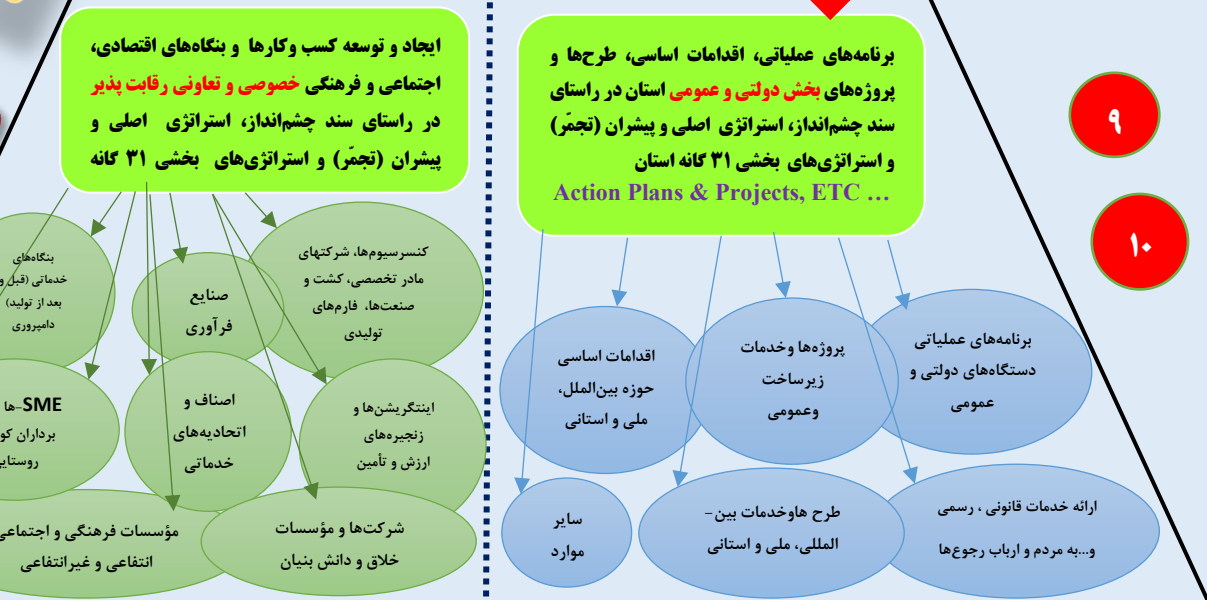 برنامه‌های عملیاتی، اقدامات اساسی، طرح‌ها و
پروژه‌های بخش دولتی و عمومی استان در راستای
سند چشم‌انداز، استراتژی اصلی و پیشران (تجمّر)
و استراتژی‌های بخشی ۳۱ گانه استان
Action Plans & Projects, ETC …
ایجاد و توسعه کسب وکارها و بنگاه‌های اقتصادی،
اجتماعی و فرهنگی خصوصی و تعاونی رقابت پذیر
در راستای سند چشم‌انداز، استراتژی اصلی و
پیشران (تجمّر) و استراتژی‌های بخشی ۳۱ گانه
۹
۱۰
برنامه‌های عملیاتی
دستگاه‌های دولتی و
عمومی
پروژه‌ها وخدمات
زیرساخت
وعمومی
اقدامات اساسی
حوزه بین‌الملل،
ملی و استانی
ارائه خدمات قانونی ، رسمی
و...به مردم و ارباب رجوع‌ها
طرح هاوخدمات بین-
المللی، ملی و استانی
سایر
موارد
کنسرسیوم‌ها، شرکتهای
مادر تخصصی، کشت و
صنعت‌ها، فارم‌های
تولیدی
صنایع
فرآوری
بنگاه‌های
خدماتی (قبل و
بعد از تولید)
دامپروری
اینتگریشن‌ها و
زنجیره‌های
ارزش و تأمین
اصناف و
اتحادیه‌های
خدماتی
SME-ها
برداران
شرکت‌ها و مؤسسات
خلاق و دانش بنیان
مؤسسات فرهنگی و اجتماعی
انتفاعی و غیرانتفاعی